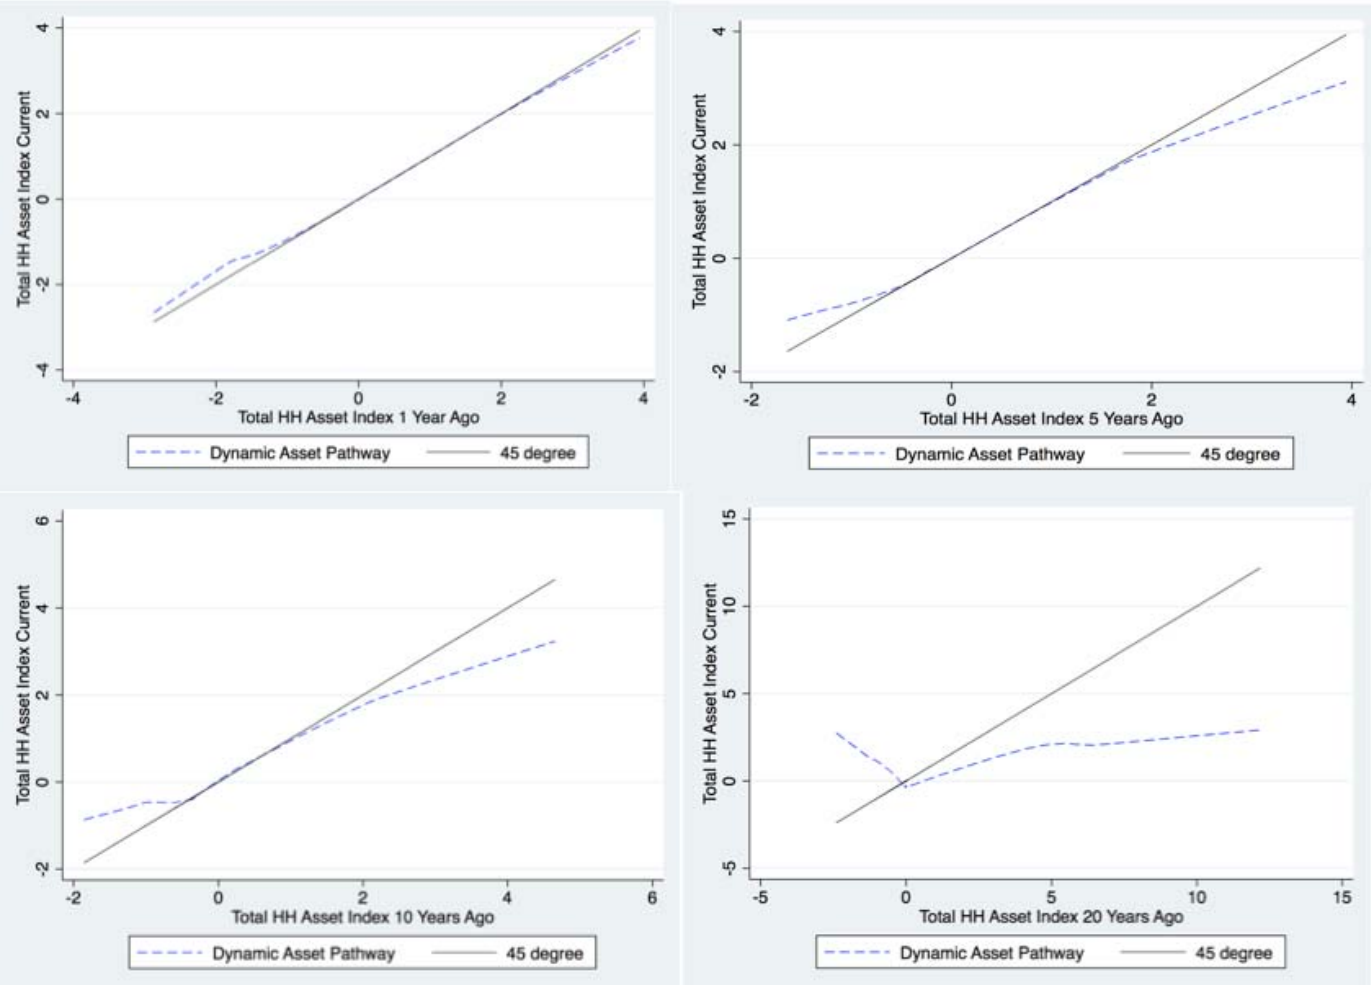 Total HH Asset Index Current
4
2
0
-2
-4
-4
-2
0
2
4
Total HH Asset Index 1 Year Ago
Dynamic Asset Pathway
45 degree
Total HH Asset Index Current
4
2
0
-2
-2
0
2
4
Total HH Asset Index 5 Years Ago
Dynamic Asset Pathway
45 degree
Total HH Asset Index Current
6
4
2
0
-2
-2
0
2
4
6
Total HH Asset Index 10 Years Ago
Dynamic Asset Pathway
45 degree
Total HH Asset Index Current
15
10
5
0
-5
-5
0
5
10
15
Total HH Asset Index 20 Years Ago
Dynamic Asset Pathway
45 degree